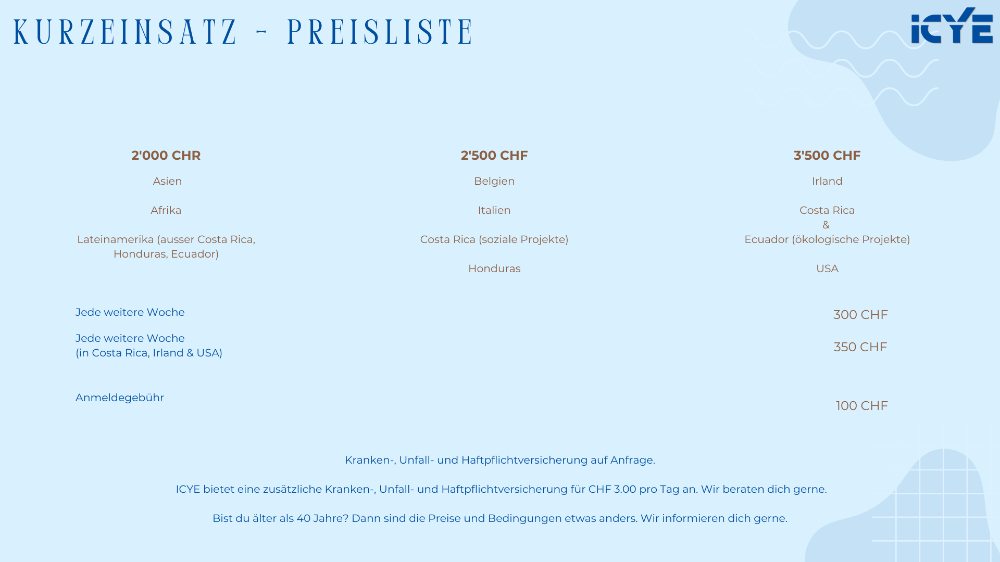 KURZEINSATZ - PREISLISTE
iCYE
2'000 CHR
Asien
Afrika
Lateinamerika (ausser Costa Rica,
Honduras, Ecuador)
2'500 CHF
Belgien
Italien
Costa Rica (soziale Projekte)
Honduras
3'500 CHF
Irland
Costa Rica
&
Ecuador (ökologische Projekte)
USA
Jede weitere Woche
300 CHF
Jede weitere Woche
(in Costa Rica, Irland & USA)
350 CHF
Anmeldegebühr
100 CHF
Kranken-, Unfall- und Haftpflichtversicherung auf Anfrage.
ICYE bietet eine zusätzliche Kranken-, Unfall- und Haftpflichtversicherung für CHF 3.00 pro Tag an. Wir beraten dich gerne.
Bist du älter als 40 Jahre? Dann sind die Preise und Bedingungen etwas anders. Wir informieren dich gerne.